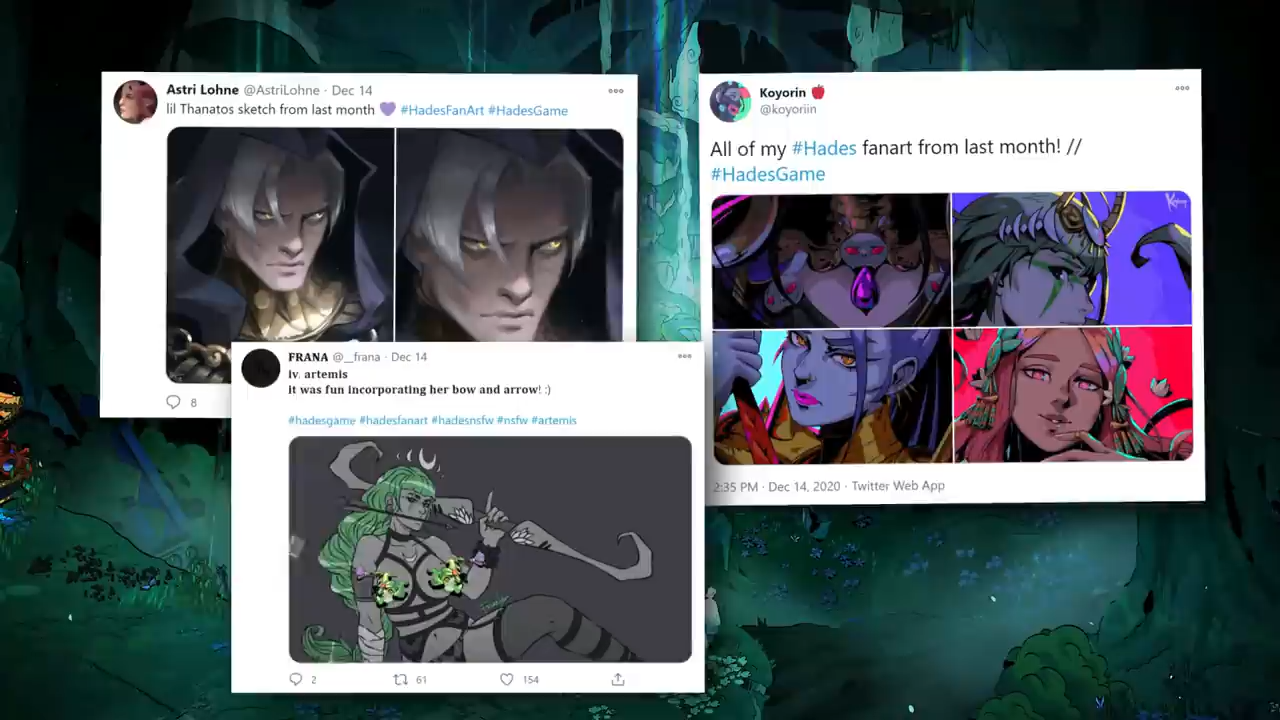 Astri Lohne @AstriLohne · Dec 14
lil Thanatos sketch from last month 💜 #HadesFanArt #HadesGame
8
Koyorin 🍎
@koyoriin
All of my #Hades fanart from last month! //
#HadesGame
2:35 PM · Dec 14, 2020 · Twitter Web App
FRANA @__frana · Dec 14
iv. artemis
it was fun incorporating her bow and arrow! :)
#hadesgame #hadesfanart #hadesnsfw #nsfw #artemis
2 61 154